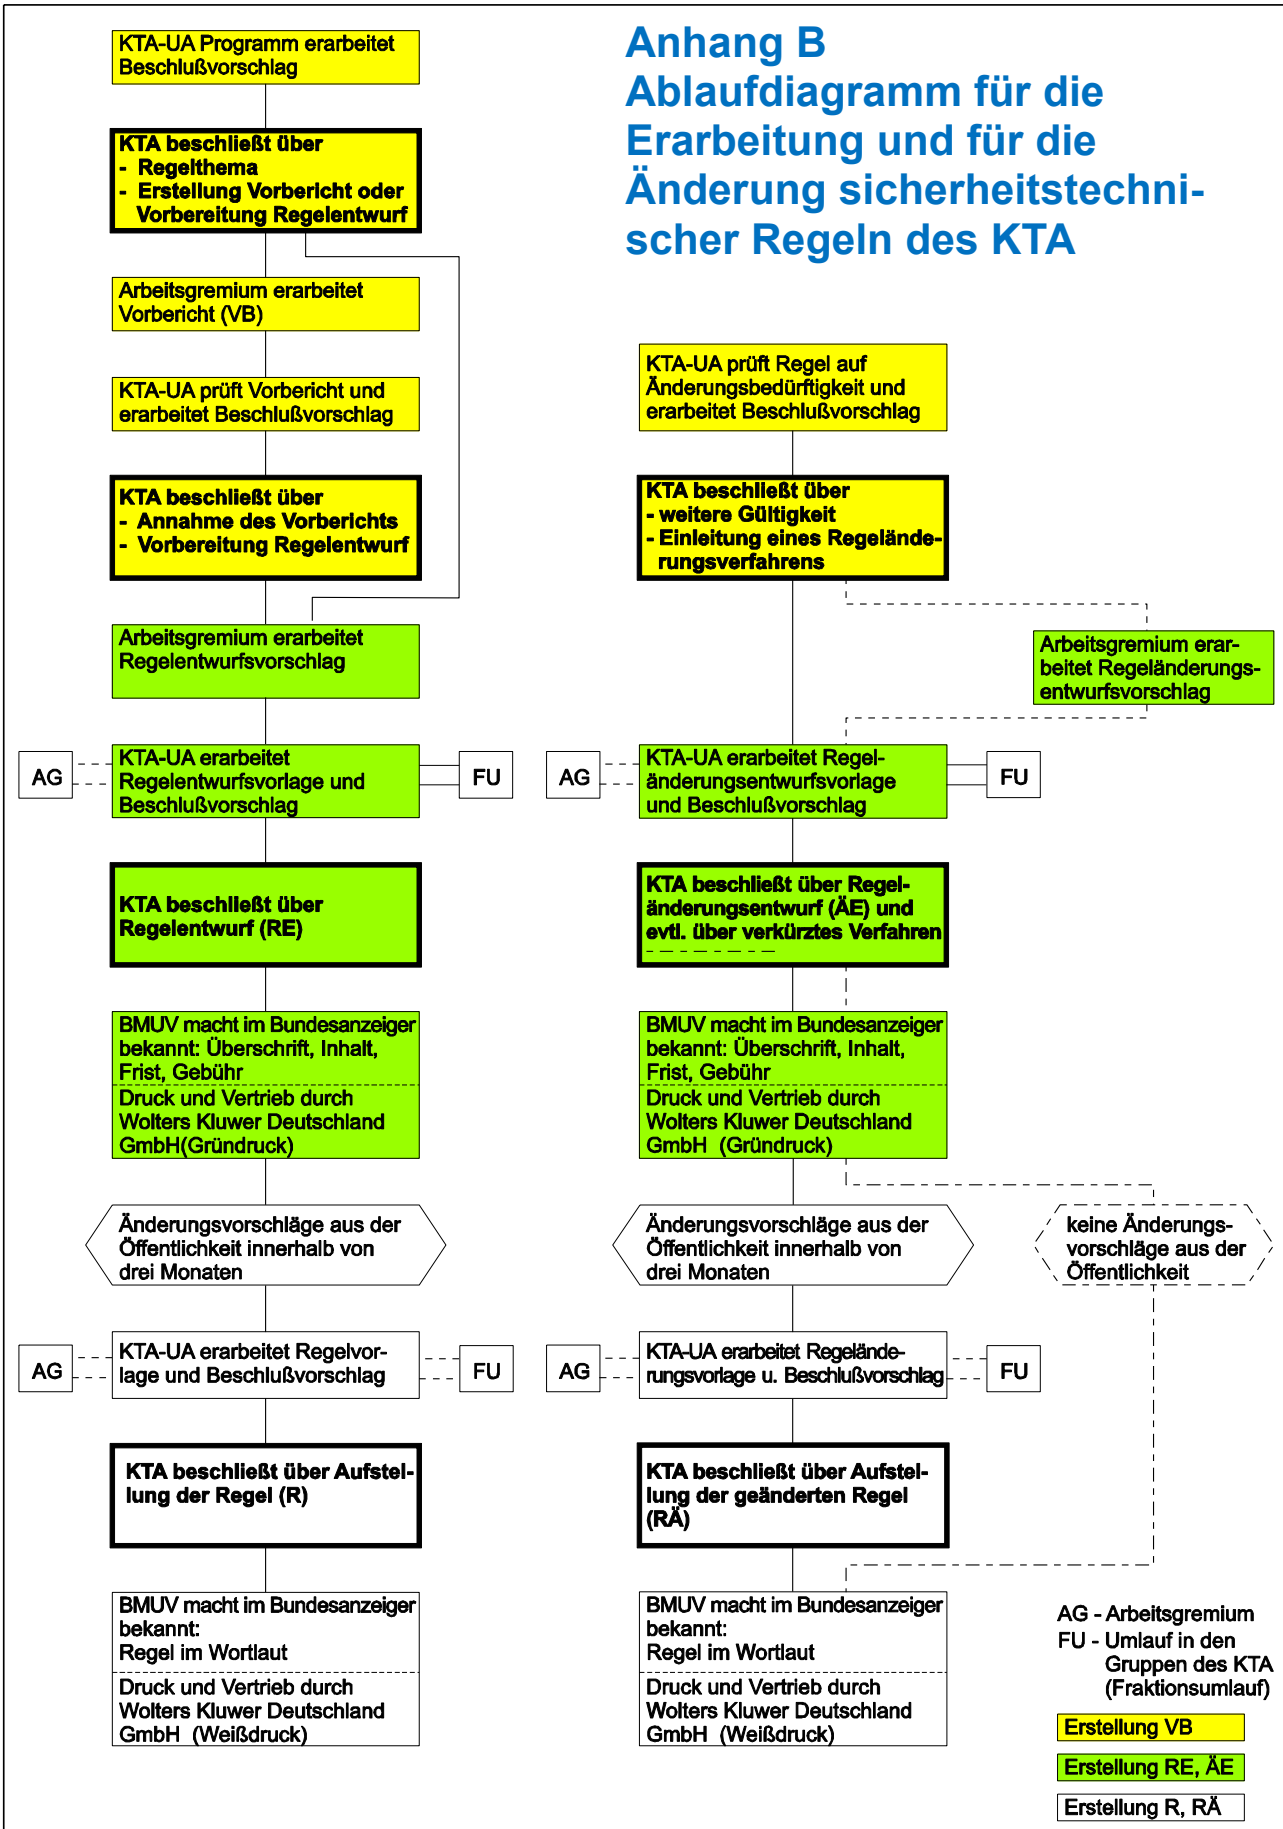 Anhang B
Ablaufdiagramm für die
Erarbeitung und für die
Änderung sicherheitstechni-
scher Regeln des KTA
KTA-UA Programm erarbeitet
Beschlußvorschlag
KTA beschließt über
- Regelthema
- Erstellung Vorbericht oder
Vorbereitung Regelentwurf
Arbeitsgremium erarbeitet
Vorbericht (VB)
KTA-UA prüft Vorbericht und
erarbeitet Beschlußvorschlag
KTA beschließt über
- Annahme des Vorberichts
- Vorbereitung Regelentwurf
Arbeitsgremium erarbeitet
Regelentwurfsvorschlag
AG
KTA-UA erarbeitet
Regelentwurfsvorlage und
Beschlußvorschlag
FU
KTA beschließt über
Regelentwurf (RE)
BMUV macht im Bundesanzeiger
bekannt: Überschrift, Inhalt,
Frist, Gebühr
Druck und Vertrieb durch
Wolters Kluwer Deutschland
GmbH(Gründruck)
Änderungsvorschläge aus der
Öffentlichkeit innerhalb von
drei Monaten
AG
KTA-UA erarbeitet Regelvor-
lage und Beschlußvorschlag
FU
KTA beschließt über Aufstel-
lung der Regel (R)
BMUV macht im Bundesanzeiger
bekannt:
Regel im Wortlaut
Druck und Vertrieb durch
Wolters Kluwer Deutschland
GmbH (Weißdruck)
KTA-UA prüft Regel auf
Änderungsbedürftigkeit und
erarbeitet Beschlußvorschlag
KTA beschließt über
- weitere Gültigkeit
- Einleitung eines Regelände-
rungsverfahrens
Arbeitsgremium erar-
beitet Regeländerungs-
entwurfsvorschlag
AG
KTA-UA erarbeitet Regel-
änderungsentwurfsvorlage
und Beschlußvorschlag
FU
KTA beschließt über Regel-
änderungsentwurf (ÄE) und
evtl. über verkürztes Verfahren
BMUV macht im Bundesanzeiger
bekannt: Überschrift, Inhalt,
Frist, Gebühr
Druck und Vertrieb durch
Wolters Kluwer Deutschland
GmbH (Gründruck)
Änderungsvorschläge aus der
Öffentlichkeit innerhalb von
drei Monaten
keine Änderungs-
vorschläge aus der
Öffentlichkeit
AG
KTA-UA erarbeitet Regelände-
rungsvorlage u. Beschlußvorschlag
FU
KTA beschließt über Aufstel-
lung der geänderten Regel
(RÄ)
BMUV macht im Bundesanzeiger
bekannt:
Regel im Wortlaut
Druck und Vertrieb durch
Wolters Kluwer Deutschland
GmbH (Weißdruck)
AG - Arbeitsgremium
FU - Umlauf in den
Gruppen des KTA
(Fraktionsumlauf)
Erstellung VB
Erstellung RE, ÄE
Erstellung R, RÄ